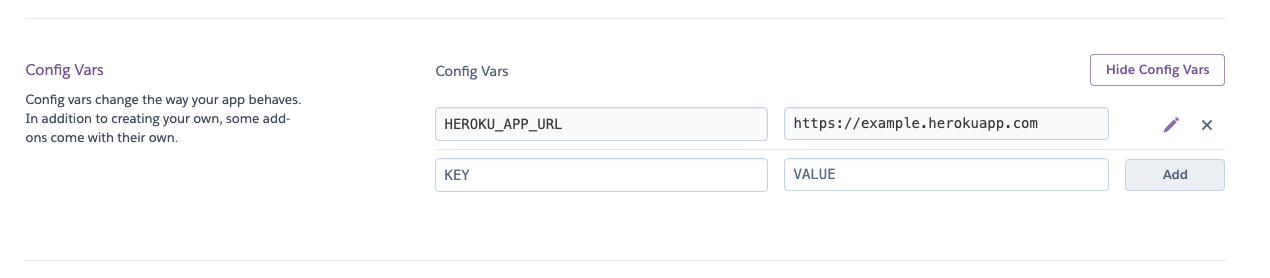 Config Vars
Config vars change the way your app behaves.
In addition to creating your own, some add-
ons come with their own.
Config Vars
Hide Config Vars
HEROKU_APP_URL
https://example.herokuapp.com
KEY
VALUE
Add